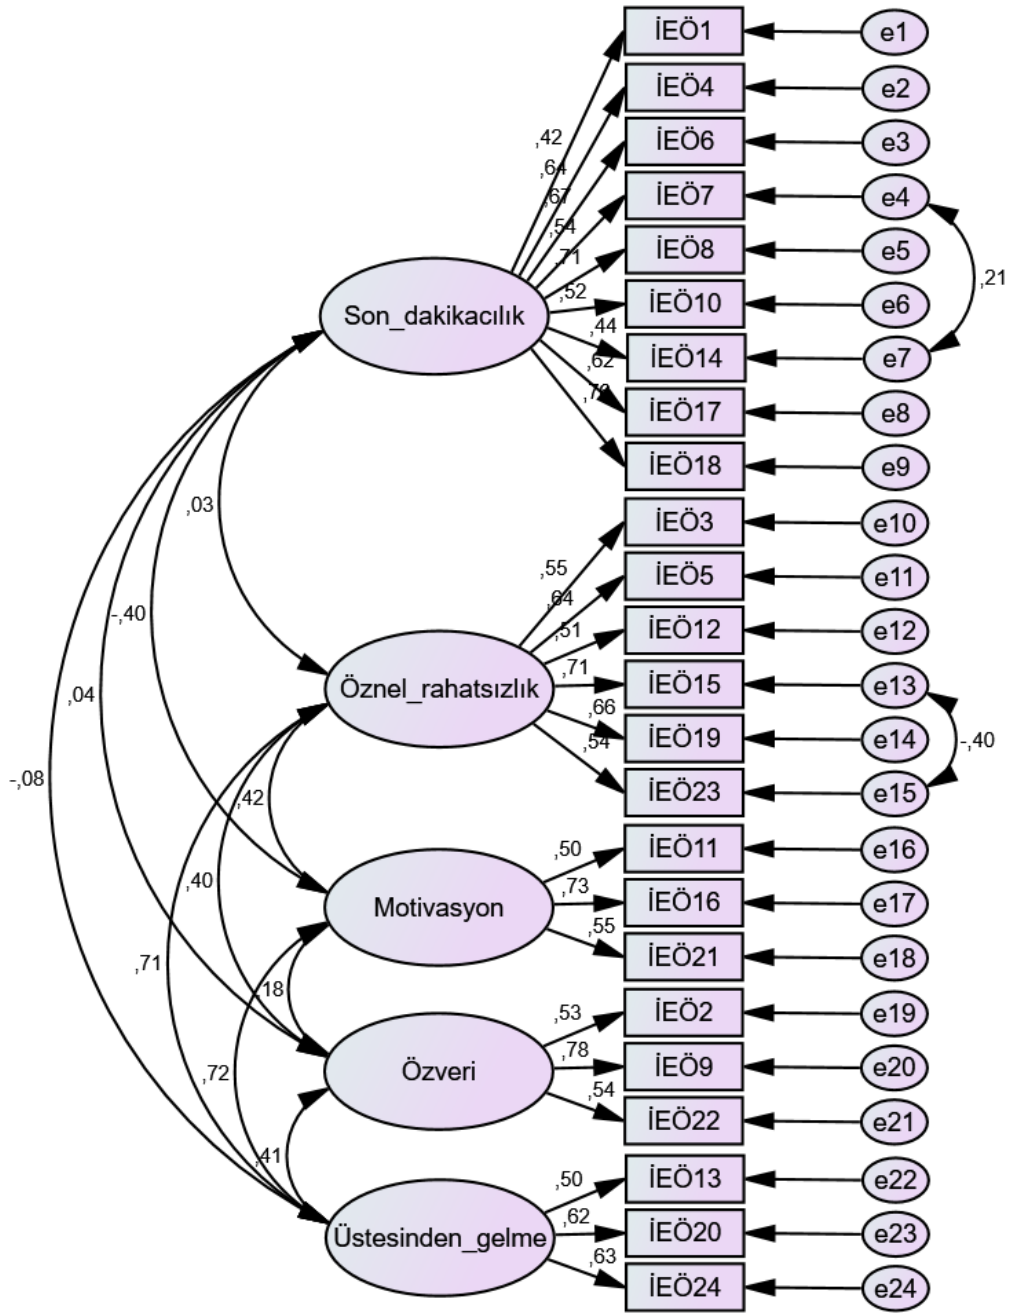 İEÖ1
e1
İEÖ4
e2
İEÖ6
e3
İEÖ7
e4
İEÖ8
e5
İEÖ10
e6
İEÖ14
e7
İEÖ17
e8
İEÖ18
e9
,42
,64
,67
,54
,71
,52
,44
,62
,21
Son_dakikacılık
,03
İEÖ3
e10
İEÖ5
e11
İEÖ12
e12
İEÖ15
e13
İEÖ19
e14
İEÖ23
e15
,55
,64
,51
,71
,66
,54
-,40
Öznel_rahatsızlık
-,40
,04
-,08
,42
,40
,71
İEÖ11
e16
İEÖ16
e17
İEÖ21
e18
,50
,73
,55
Motivasyon
,18
,72
İEÖ2
e19
İEÖ9
e20
İEÖ22
e21
,53
,78
,54
Özveri
,41
İEÖ13
e22
İEÖ20
e23
İEÖ24
e24
,50
,62
,63
Üstesinden_gelme